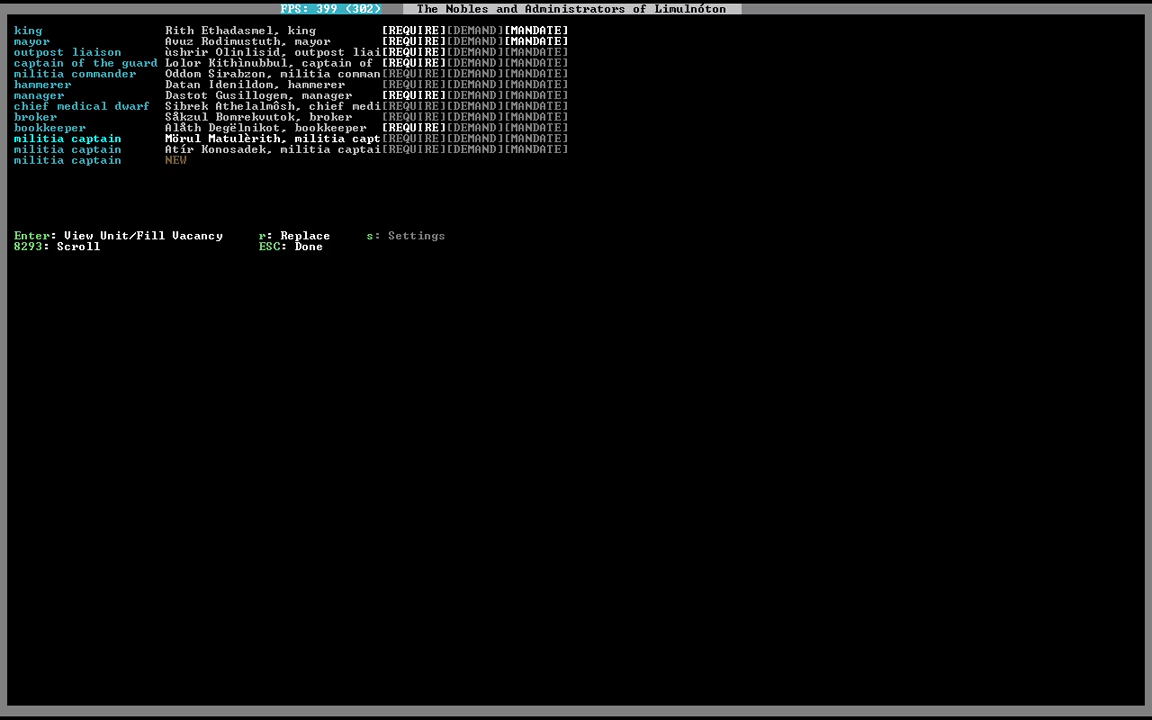 FPS: 399 (302) The Nobles and Administrators of Limulnóton
king Rith Ethadasmel, king [REQUIRE][DEMAND][MANDATE]
mayor Avuz Rodimustuth, mayor [REQUIRE][DEMAND][MANDATE]
outpost liaison ùshrir Olinlisid, outpost liai[REQUIRE][DEMAND][MANDATE]
captain of the guard Lolor Kithìnubbul, captain of [REQUIRE][DEMAND][MANDATE]
militia commander Oddom Sirabzon, militia comman[REQUIRE][DEMAND][MANDATE]
hammerer Datan Idenildom, hammerer [REQUIRE][DEMAND][MANDATE]
manager Dastot Gusillogem, manager [REQUIRE][DEMAND][MANDATE]
chief medical dwarf Sibrek Athelalmôsh, chief medi[REQUIRE][DEMAND][MANDATE]
broker Såkzul Bomrekvutok, broker [REQUIRE][DEMAND][MANDATE]
bookkeeper Alåth Degëlnikot, bookkeeper [REQUIRE][DEMAND][MANDATE]
militia captain Mörul Matulèrith, militia capt[REQUIRE][DEMAND][MANDATE]
militia captain Atír Konosadek, militia captai[REQUIRE][DEMAND][MANDATE]
militia captain NEW
Enter: View Unit/Fill Vacancy r: Replace s: Settings
8293: Scroll ESC: Done